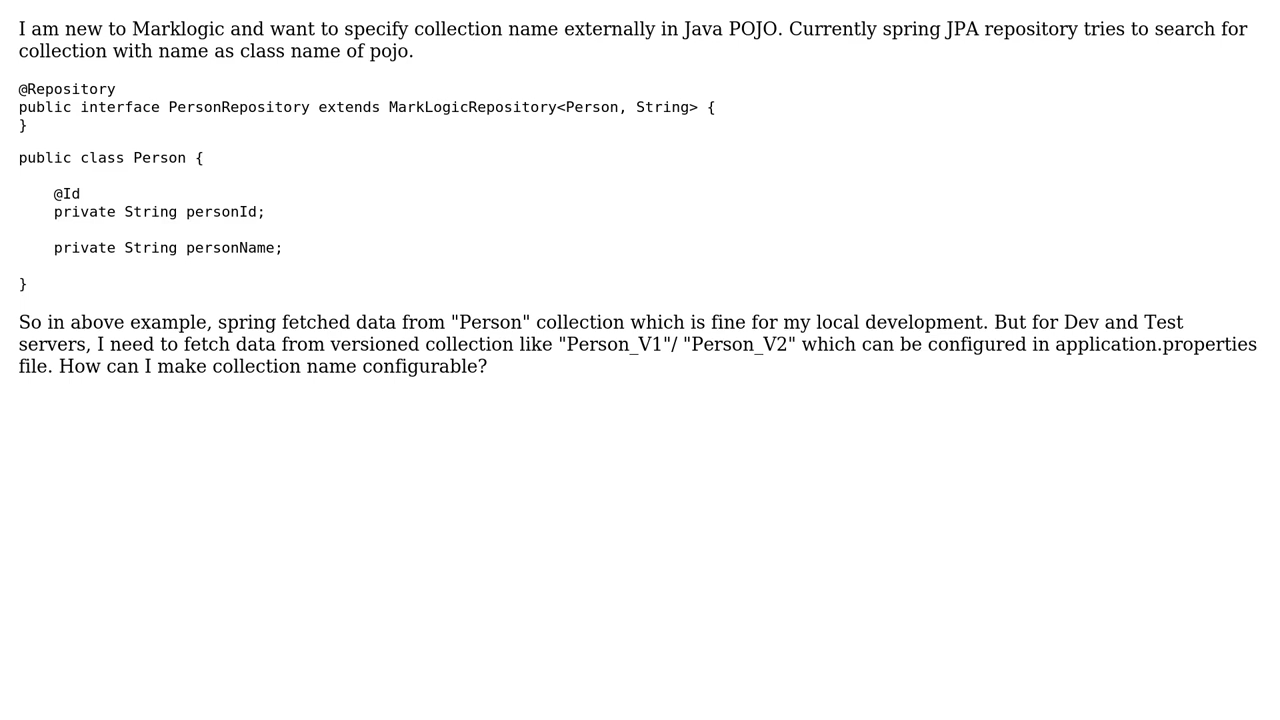 I am new to Marklogic and want to specify collection name externally in Java POJO. Currently spring JPA repository tries to search for
collection with name as class name of pojo.
@Repository
public interface PersonRepository extends MarkLogicRepository<Person, String> {
}
public class Person {
    @Id
    private String personId;
    private String personName;
}
So in above example, spring fetched data from "Person" collection which is fine for my local development. But for Dev and Test
servers, I need to fetch data from versioned collection like "Person_V1"/ "Person_V2" which can be configured in application.properties
file. How can I make collection name configurable?